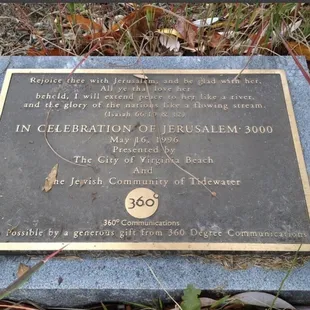 Rejoice thee with Jerusalem, and be glad with her,
All ye that love her
behold, I will extend peace to her like a river,
and the glory of the nations like a flowing stream.
(Isaiah 66:
IN CELEBRATION OF JERUSALEM 3000
May 16, 1996
Presented by
The City of Virginia Beach
And
The Jewish Community of Tidewater
360°
360° Communications
Possible by a generous gift from 360 Degree Communications